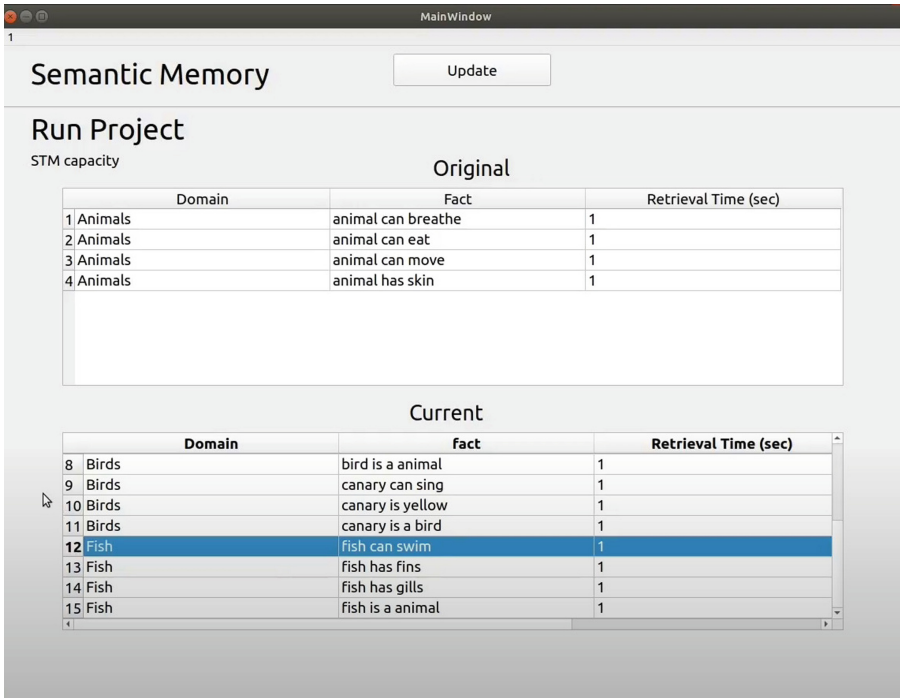 MainWindow
1
Semantic Memory
Update
Run Project
STM capacity
Original
Domain Fact Retrieval Time (sec)
1 Animals animal can breathe 1
2 Animals animal can eat 1
3 Animals animal can move 1
4 Animals animal has skin 1
Current
Domain fact Retrieval Time (sec)
8 Birds bird is a animal 1
9 Birds canary can sing 1
10 Birds canary is yellow 1
11 Birds canary is a bird 1
12 Fish fish can swim 1
13 Fish fish has fins 1
14 Fish fish has gills 1
15 Fish fish is a animal 1